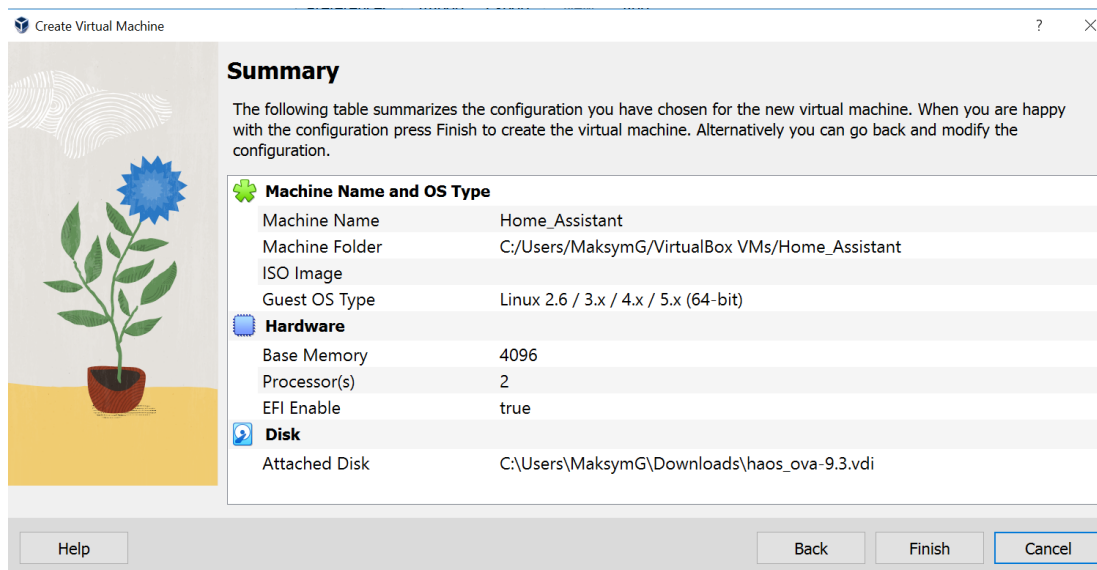 Create Virtual Machine
?
Summary
The following table summarizes the configuration you have chosen for the new virtual machine. When you are happy
with the configuration press Finish to create the virtual machine. Alternatively you can go back and modify the
configuration.
Machine Name and OS Type
Machine Name Home_Assistant
Machine Folder C:/Users/MaksymG/VirtualBox VMs/Home_Assistant
ISO Image
Guest OS Type Linux 2.6 / 3.x / 4.x / 5.x (64-bit)
Hardware
Base Memory 4096
Processor(s) 2
EFI Enable true
Disk
Attached Disk C:\Users\MaksymG\Downloads\haos_ova-9.3.vdi
Help Back Finish Cancel